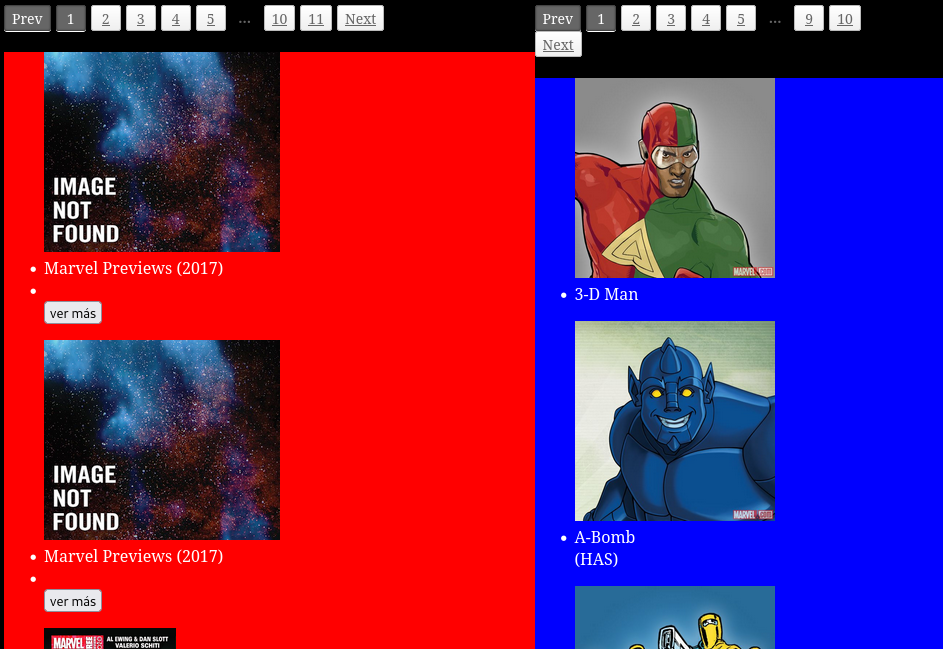 Prev 1 2 3 4 5 ... 10 11 Next
IMAGE
NOT
FOUND
Marvel Previews (2017)
ver más
IMAGE
NOT
FOUND
Marvel Previews (2017)
ver más
MARVEL
AL EWING & DAN SLOTT
VALERIO SCHITI
Prev 1 2 3 4 5 ... 9 10
Next
MARVEL.COM
3-D Man
MARVEL.COM
A-Bomb
(HAS)